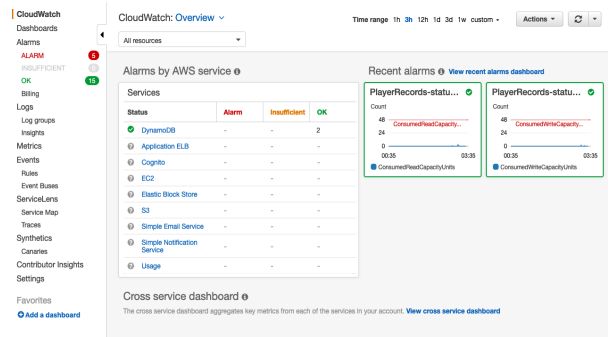 CloudWatch
Dashboards
Alarms
ALARM 5
INSUFFICIENT 0
OK 15
Billing
Logs
Log groups
Insights
Metrics
Events
Rules
Event Buses
ServiceLens
Service Map
Traces
Synthetics
Canaries
Contributor Insights
Settings
Favorites
Add a dashboard
CloudWatch: Overview
Time range 1h 3h 12h 1d 3d 1w custom
Actions
All resources
Alarms by AWS service
Services
Status Alarm Insufficient OK
DynamoDB - - 2
Application ELB - - -
Cognito - - -
EC2 - - -
Elastic Block Store - - -
S3 - - -
Simple Email Service - - -
Simple Notification
Service - - -
Usage - - -
Recent alarms View recent alarms dashboard
PlayerRecords-statu...
Count
48
ConsumedReadCapacity...
24
0
00:35 03:35
ConsumedReadCapacityUnits
PlayerRecords-statu...
Count
48
ConsumedWriteCapacity...
24
0
00:35 03:35
ConsumedWriteCapacityUnits
Cross service dashboard
The cross service dashboard aggregates key metrics from each of the services in your account. View cross service dashboard